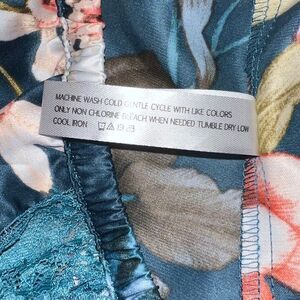 MACHINE WASH COLD GENTLE CYCLE WITH LIKE COLORS
ONLY NON CHLORINE BLEACH WHEN NEEDED TUMBLE DRY LOW
COOL IRON